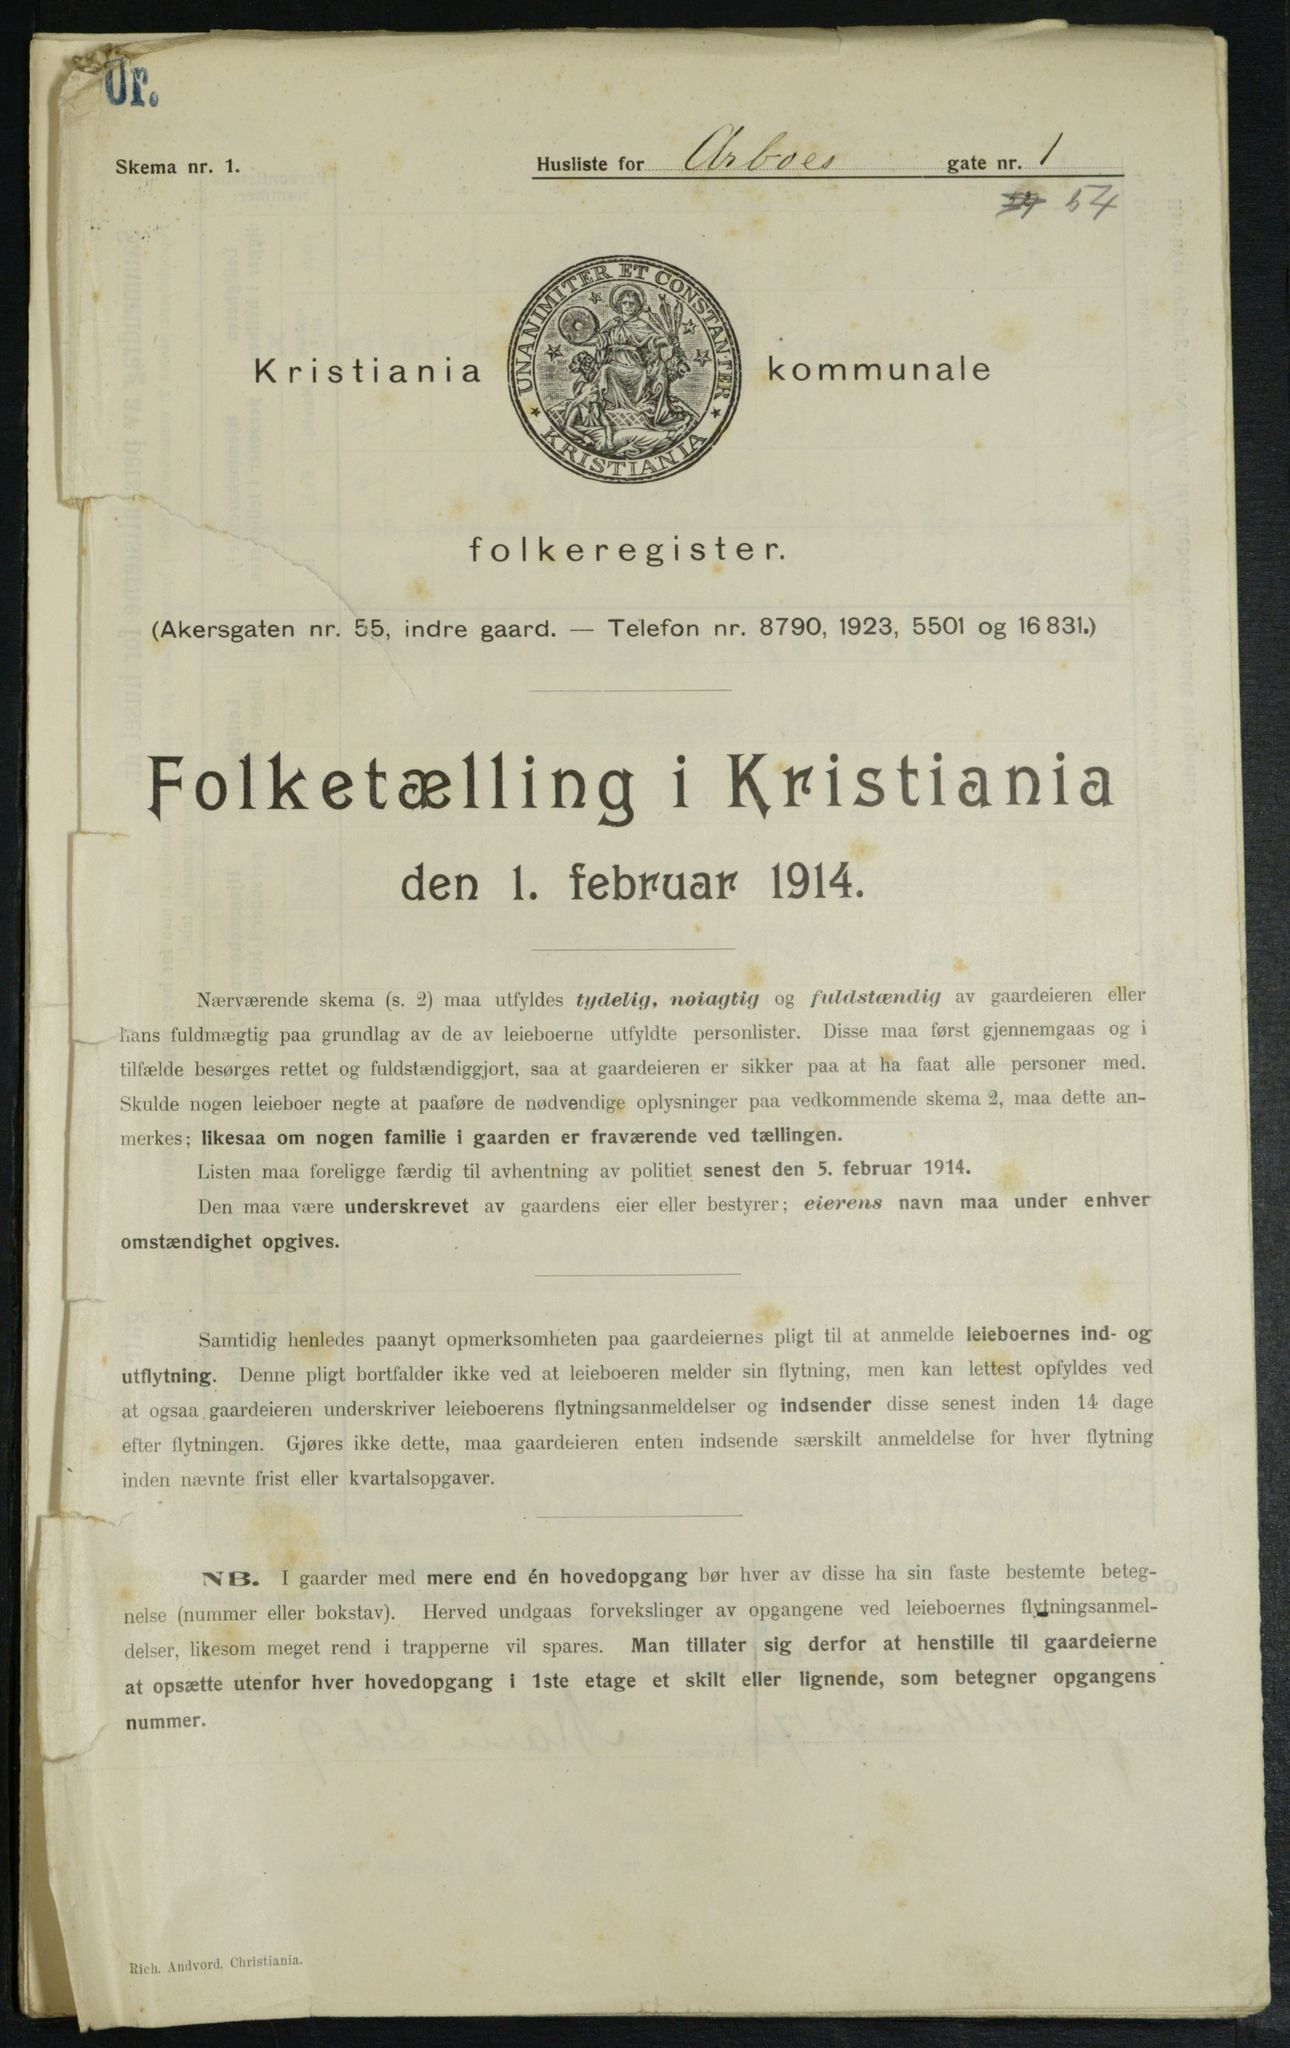 Or.
Skema nr. 1.
Husliste for Arboes gate nr. 1
54
UNANIMITER ET CONSTANTER
KRISTIANIA
Kristiania kommunale
folkeregister.
(Akersgaten nr. 55, indre gaard. — Telefon nr. 8790, 1923, 5501 og 16 831.)
Folketælling i Kristiania
den 1. februar 1914.
Nærværende skema (s. 2) maa utfyldes tydelig, nøiagtig og fuldstændig av gaardeieren eller
hans fuldmægtig paa grundlag av de av leieboerne utfyldte personlister. Disse maa først gjennemgaas og i
tilfælde besørges rettet og fuldstændiggjort, saa at gaardeieren er sikker paa at ha faat alle personer med.
Skulde nogen leieboer negte at paaføre de nødvendige oplysninger paa vedkommende skema 2, maa dette an-
merkes; likesaa om nogen familie i gaarden er fraværende ved tællingen.
Listen maa foreligge færdig til avhentning av politiet senest den 5. februar 1914.
Den maa være underskrevet av gaardens eier eller bestyrer; eierens navn maa under enhver
omstændighet opgives.
Samtidig henledes paanyt opmerksomheten paa gaardeiernes pligt til at anmelde leieboernes ind- og
utflytning. Denne pligt bortfalder ikke ved at leieboeren melder sin flytning, men kan lettest opfyldes ved
at ogsaa gaardeieren underskriver leieboerens flytningsanmeldelser og indsender disse senest inden 14 dage
efter flytningen. Gjøres ikke dette, maa gaardeieren enten indsende særskilt anmeldelse for hver flytning
inden nævnte frist eller kvartalsopgaver.
NB. I gaarder med mere end én hovedopgang bør hver av disse ha sin faste bestemte beteg-
nelse (nummer eller bokstav). Herved undgaas forvekslinger av opgangene ved leieboernes flytningsanmel-
delser, likesom meget rend i trapperne vil spares. Man tillater sig derfor at henstille til gaardeierne
at opsætte utenfor hver hovedopgang i 1ste etage et skilt eller lignende, som betegner opgangens
nummer.
Rich. Andvord, Christiania.